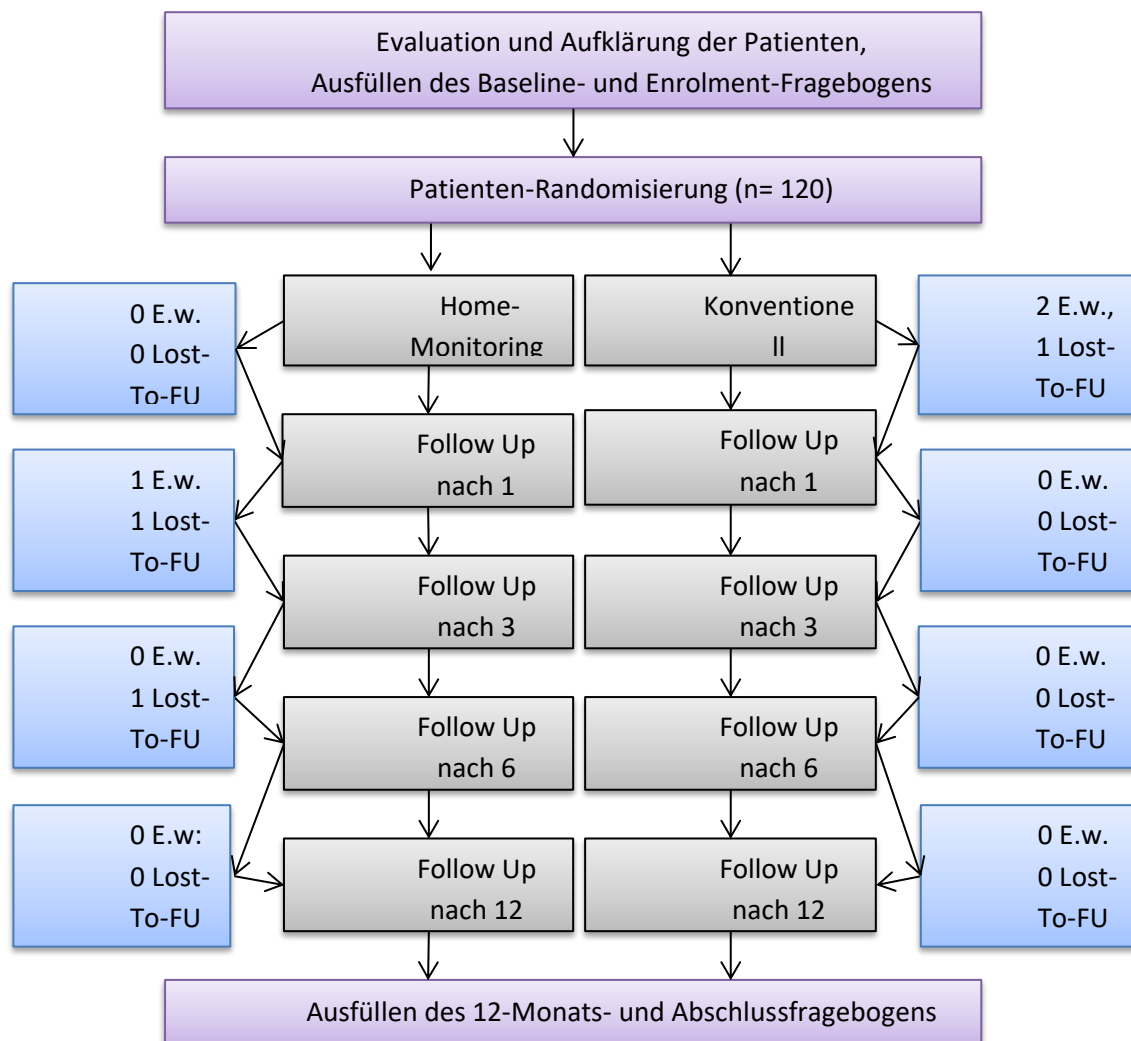 Evaluation und Aufklärung der Patienten,
Ausfüllen des Baseline- und Enrolment-Fragebogens
Patienten-Randomisierung (n= 120)
0 E.w.
0 Lost-
To-FU
Home-
Monitoring
Konventione
ll
2 E.w.,
1 Lost-
To-FU
Follow Up
nach 1
Follow Up
nach 1
1 E.w.
1 Lost-
To-FU
0 E.w.
0 Lost-
To-FU
Follow Up
nach 3
Follow Up
nach 3
0 E.w.
1 Lost-
To-FU
0 E.w.
0 Lost-
To-FU
Follow Up
nach 6
Follow Up
nach 6
0 E.w:
0 Lost-
To-FU
0 E.w.
0 Lost-
To-FU
Follow Up
nach 12
Follow Up
nach 12
Ausfüllen des 12-Monats- und Abschlussfragebogens